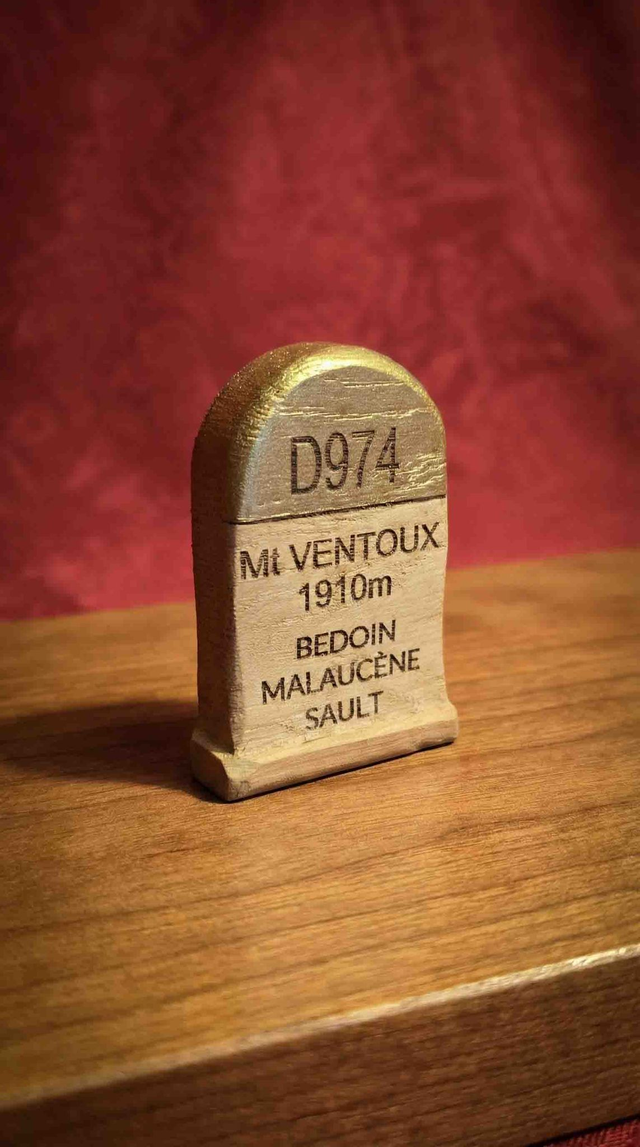 D974
Mt VENTOUX
1910m
BEDOIN
MALAUCÈNE
SAULT